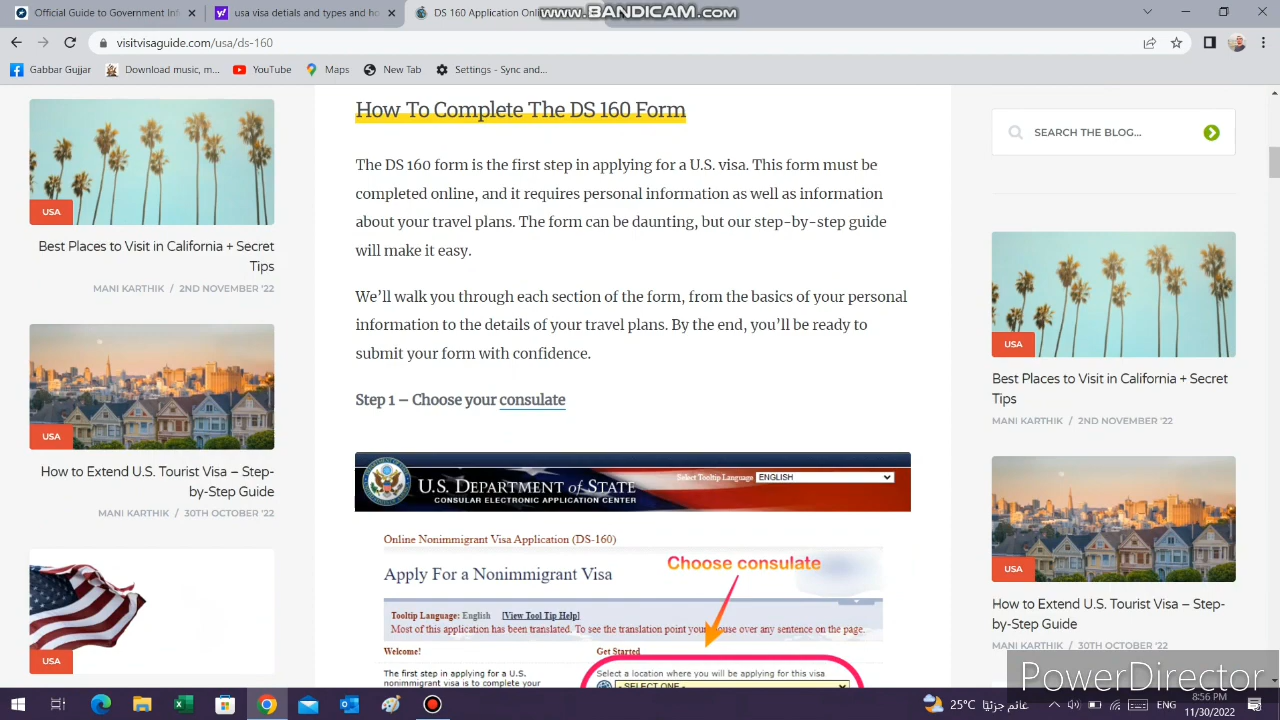 Official Guide to Government Inf
usa visa details and timings
DS 160 Application Onli
www.BANDICAM.com
visitvisaguide.com/usa/ds-160
Gabbar Gujjar
Download music, m...
YouTube
Maps
New Tab
Settings - Sync and...
USA
Best Places to Visit in California + Secret
Tips
MANI KARTHIK / 2ND NOVEMBER '22
USA
How to Extend U.S. Tourist Visa – Step-
by-Step Guide
MANI KARTHIK / 30TH OCTOBER '22
USA
How To Complete The DS 160 Form
The DS 160 form is the first step in applying for a U.S. visa. This form must be
completed online, and it requires personal information as well as information
about your travel plans. The form can be daunting, but our step-by-step guide
will make it easy.
We'll walk you through each section of the form, from the basics of your personal
information to the details of your travel plans. By the end, you'll be ready to
submit your form with confidence.
Step 1 – Choose your consulate
U.S. DEPARTMENT of STATE
CONSULAR ELECTRONIC APPLICATION CENTER
Select Tooltip Language
ENGLISH
Online Nonimmigrant Visa Application (DS-160)
Choose consulate
Apply For a Nonimmigrant Visa
Tooltip Language: English [View Tool Tip Help]
Most of this application has been translated. To see the translation point your mouse over any sentence on the page.
Welcome!
Get Started
The first step in applying for a U.S.
nonimmigrant visa is to complete your
Select a location where you will be applying for this visa
- SELECT ONE -
SEARCH THE BLOG...
USA
Best Places to Visit in California + Secret
Tips
MANI KARTHIK / 2ND NOVEMBER '22
USA
How to Extend U.S. Tourist Visa – Step-
by-Step Guide
MANI KARTHIK / 30TH OCTOBER '22
PowerDirector
25°C غائم جزئيًا
ENG
8:56 PM
11/30/2022